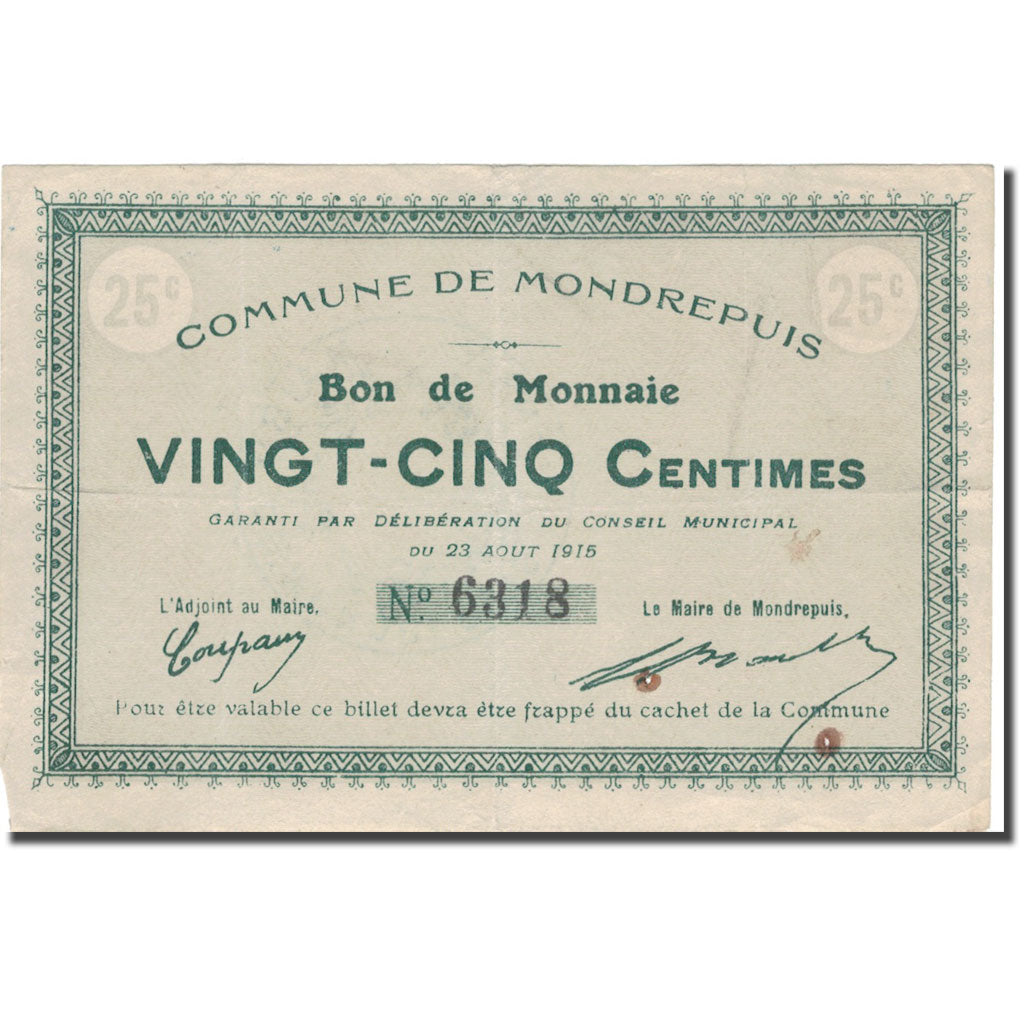 25c 25c
COMMUNE DE MONDREPUIS
Bon de Monnaie
VINGT-CINQ CENTIMES
GARANTI PAR DÉLIBÉRATION DU CONSEIL MUNICIPAL
DU 23 AOUT 1915
L'Adjoint au Maire, No 6318 Le Maire de Mondrepuis,
Pour être valable ce billet devra être frappé du cachet de la Commune